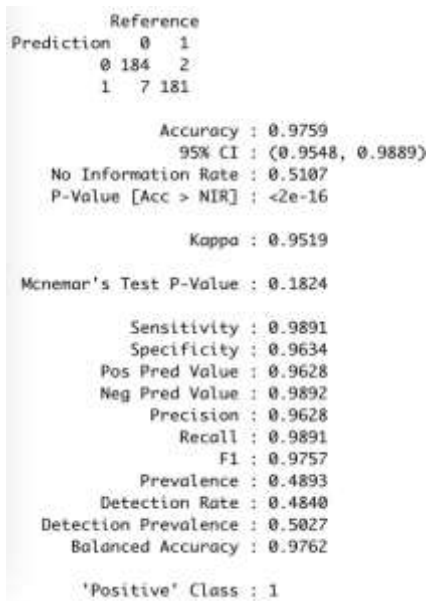 Reference
Prediction 0 1
0 184 2
1 7 181
Accuracy : 0.9759
95% CI : (0.9548, 0.9889)
No Information Rate : 0.5107
P-Value [Acc > NIR] : <2e-16
Kappa : 0.9519
Mcnemar's Test P-Value : 0.1824
Sensitivity : 0.9891
Specificity : 0.9634
Pos Pred Value : 0.9628
Neg Pred Value : 0.9892
Precision : 0.9628
Recall : 0.9891
F1 : 0.9757
Prevalence : 0.4893
Detection Rate : 0.4840
Detection Prevalence : 0.5027
Balanced Accuracy : 0.9762
'Positive' Class : 1